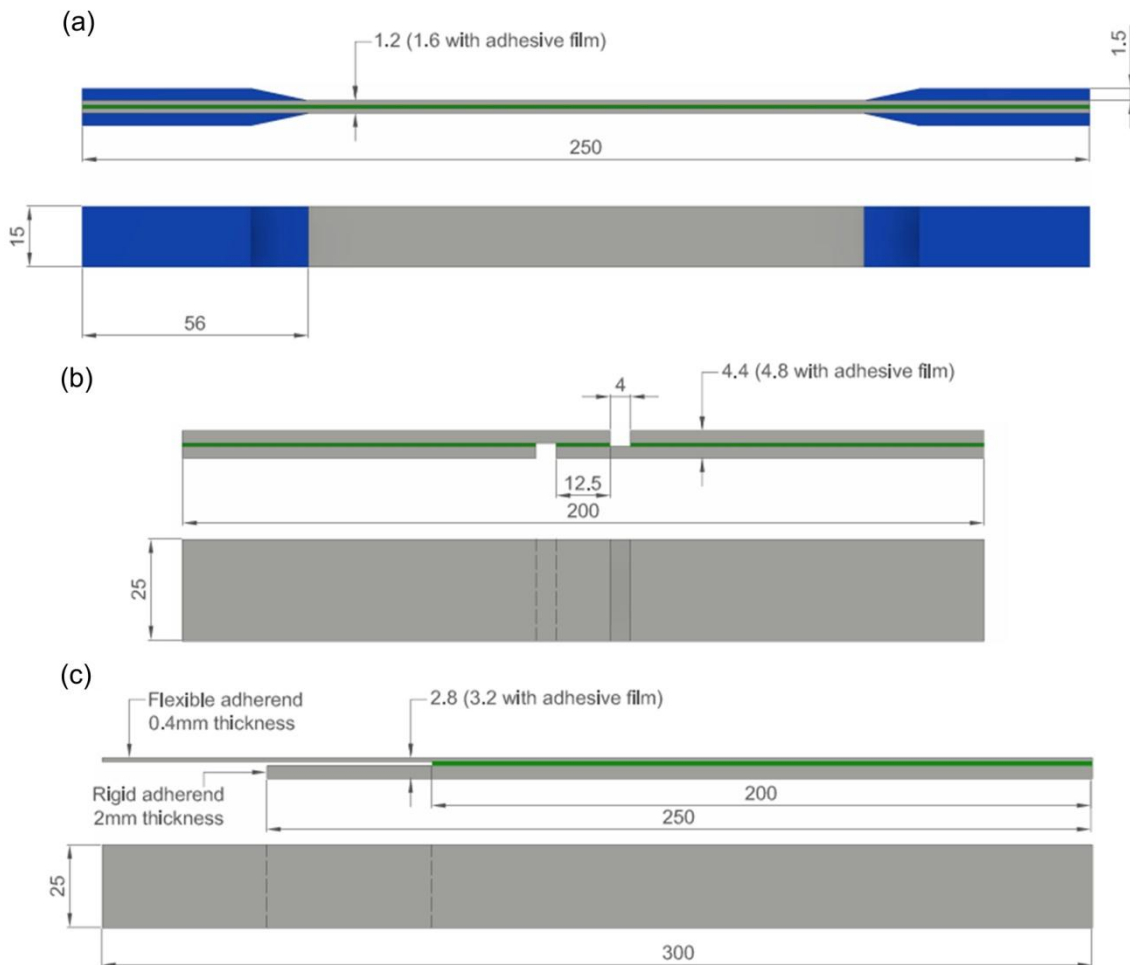 (a)
1.2 (1.6 with adhesive film)
1.5
250
15
56
(b)
4
4.4 (4.8 with adhesive film)
12.5
200
25
(c)
Flexible adherend
0.4mm thickness
2.8 (3.2 with adhesive film)
Rigid adherend
2mm thickness
200
250
25
300